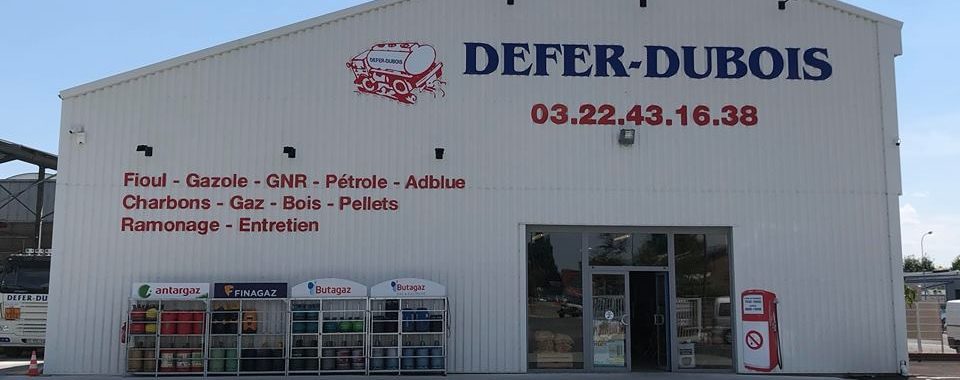 DEFER-DUBOIS
DEFER-DUBOIS
03.22.43.16.38
Fioul - Gazole - GNR - Pétrole - Adblue
Charbons - Gaz - Bois - Pellets
Ramonage - Entretien
antargaz
FINAGAZ
Butagaz
Butagaz
DEFER-DU